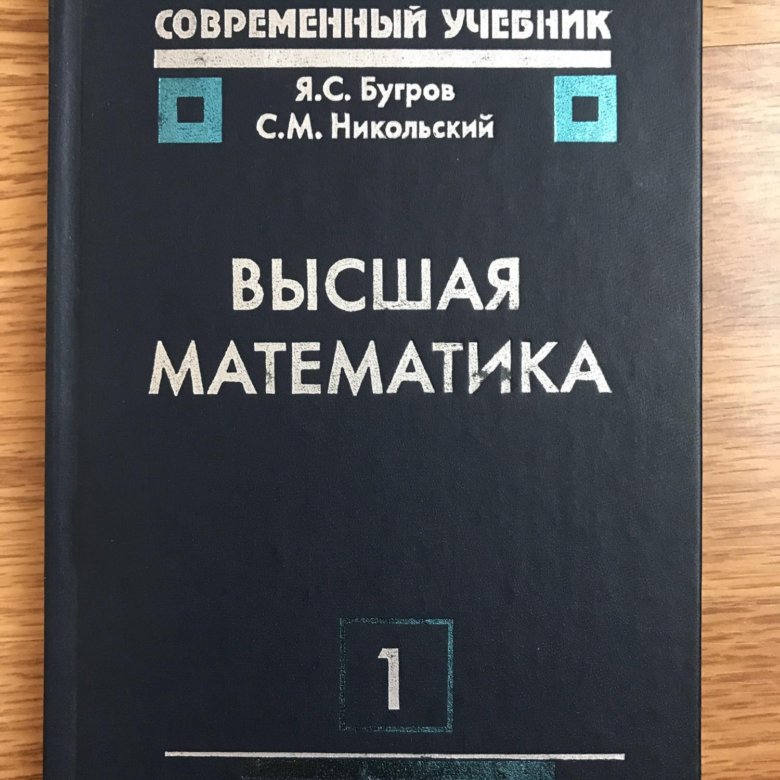 СОВРЕМЕННЫЙ УЧЕБНИК
Я.С. Бугров
С.М. Никольский
ВЫСШАЯ
МАТЕМАТИКА
1